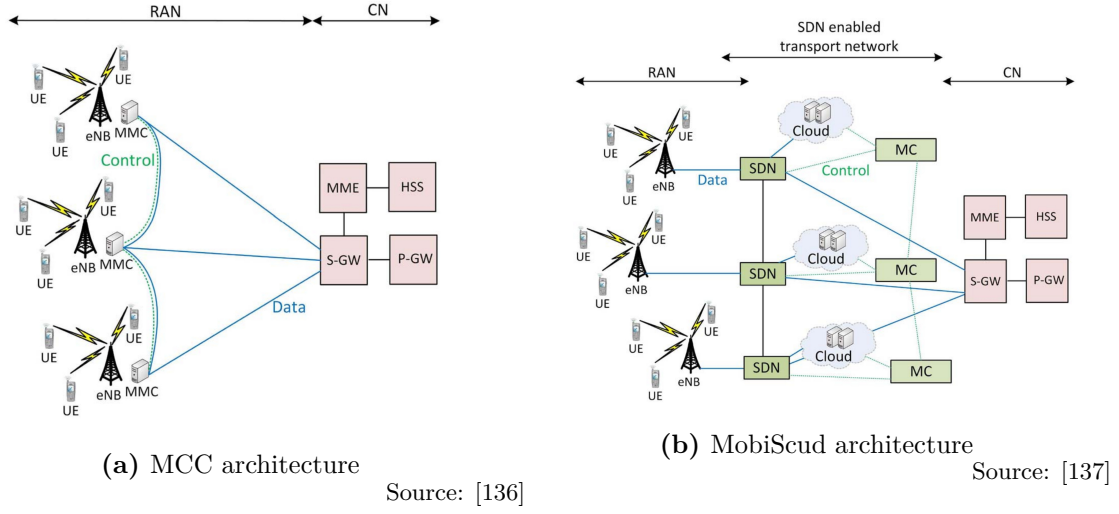 RAN
CN
UE
UE
UE
eNB
MMC
Control
UE
UE
UE
eNB
MMC
UE
UE
UE
eNB
MMC
MME
HSS
S-GW
P-GW
Data
(a) MCC architecture
Source: [136]
SDN enabled
transport network
RAN
CN
UE
UE
UE
eNB
Data
SDN
Cloud
Control
MC
UE
UE
UE
eNB
SDN
Cloud
MC
UE
UE
UE
eNB
SDN
Cloud
MC
MME
HSS
S-GW
P-GW
(b) MobiScud architecture
Source: [137]